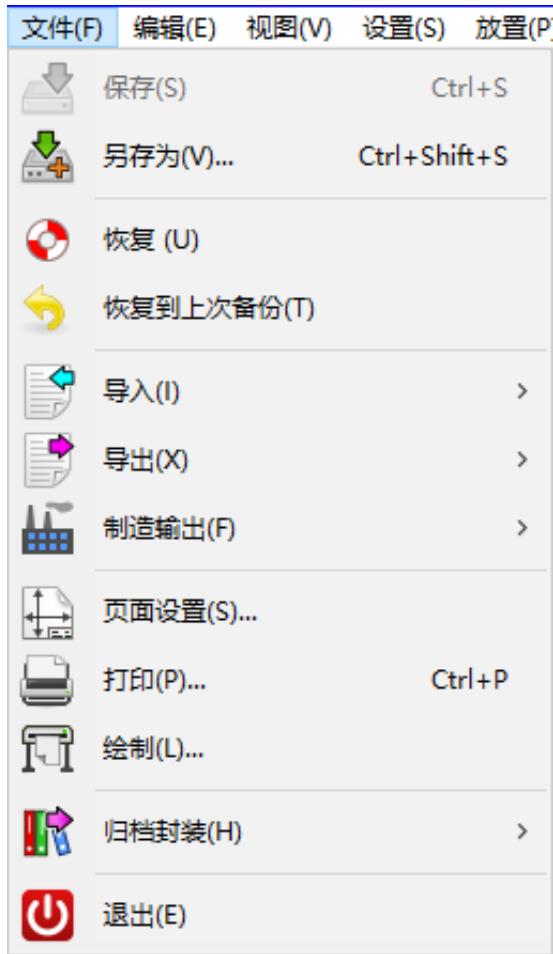 文件(F) 编辑(E) 视图(V) 设置(S) 放置(P)
保存(S) Ctrl+S
另存为(V)... Ctrl+Shift+S
恢复 (U)
恢复到上次备份(T)
导入(I)
导出(X)
制造输出(F)
页面设置(S)...
打印(P)... Ctrl+P
绘制(L)...
归档封装(H)
退出(E)